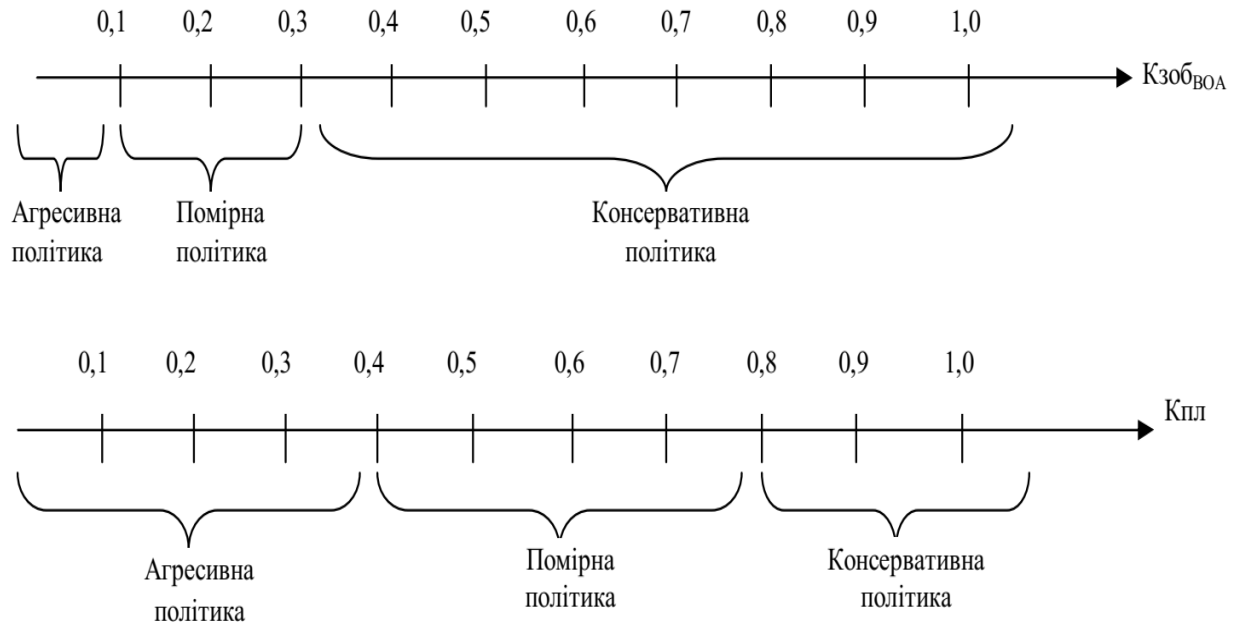 0,1 0,2 0,3 0,4 0,5 0,6 0,7 0,8 0,9 1,0
Кзоб_ВОА
Агресивна Помірна Консервативна
політика політика політика
0,1 0,2 0,3 0,4 0,5 0,6 0,7 0,8 0,9 1,0
Кпл
Агресивна Помірна Консервативна
політика політика політика